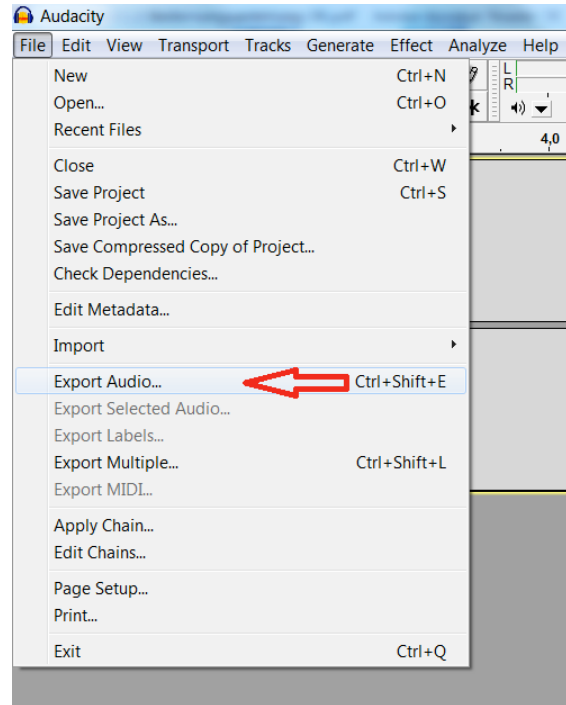 Audacity
File Edit View Transport Tracks Generate Effect Analyze Help
New Ctrl+N
Open... Ctrl+O
Recent Files
Close Ctrl+W
Save Project Ctrl+S
Save Project As...
Save Compressed Copy of Project...
Check Dependencies...
Edit Metadata...
Import
Export Audio... Ctrl+Shift+E
Export Selected Audio...
Export Labels...
Export Multiple... Ctrl+Shift+L
Export MIDI...
Apply Chain...
Edit Chains...
Page Setup...
Print...
Exit Ctrl+Q
L
R
4,0